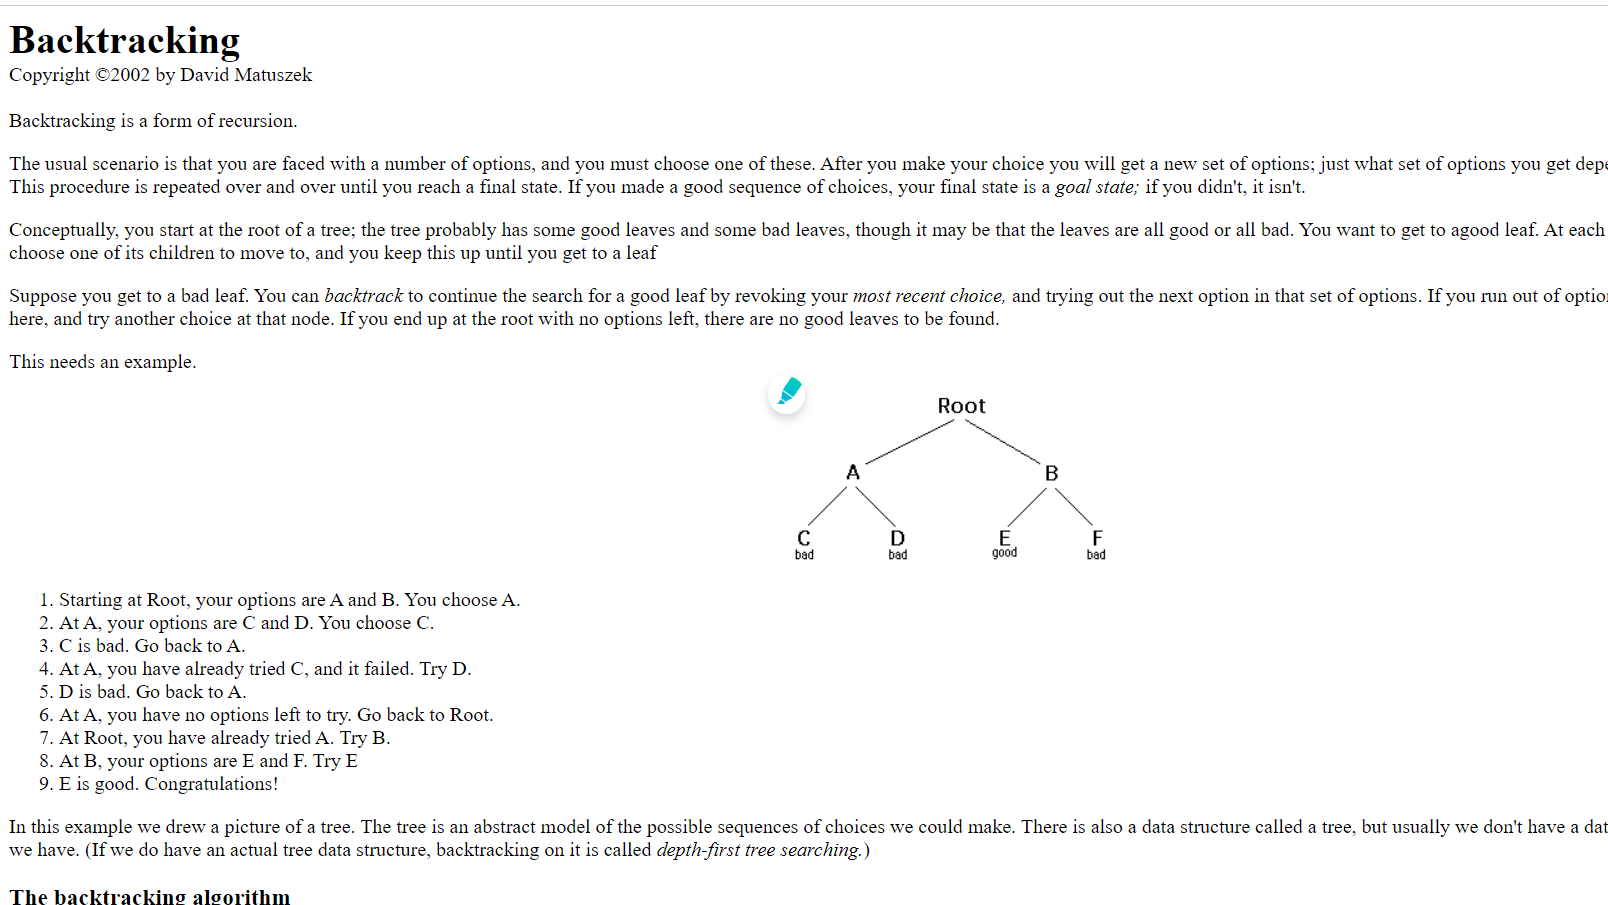 Backtracking
Copyright ©2002 by David Matuszek
Backtracking is a form of recursion.
The usual scenario is that you are faced with a number of options, and you must choose one of these. After you make your choice you will get a new set of options; just what set of options you get
This procedure is repeated over and over until you reach a final state. If you made a good sequence of choices, your final state is a goal state; if you didn't, it isn't.
Conceptually, you start at the root of a tree; the tree probably has some good leaves and some bad leaves, though it may be that the leaves are all good or all bad. You want to get to agood leaf. At each
choose one of its children to move to, and you keep this up until you get to a leaf
Suppose you get to a bad leaf. You can backtrack to continue the search for a good leaf by revoking your most recent choice, and trying out the next option in that set of options. If you run out of
here, and try another choice at that node. If you end up at the root with no options left, there are no good leaves to be found.
This needs an example.
Root
A B
C D E F
bad bad good bad
1. Starting at Root, your options are A and B. You choose A.
2. At A, your options are C and D. You choose C.
3. C is bad. Go back to A.
4. At A, you have already tried C, and it failed. Try D.
5. D is bad. Go back to A.
6. At A, you have no options left to try. Go back to Root.
7. At Root, you have already tried A. Try B.
8. At B, your options are E and F. Try E
9. E is good. Congratulations!
In this example we drew a picture of a tree. The tree is an abstract model of the possible sequences of choices we could make. There is also a data structure called a tree, but usually we don't have a
we have. (If we do have an actual tree data structure, backtracking on it is called depth-first tree searching.)
The backtracking algorithm